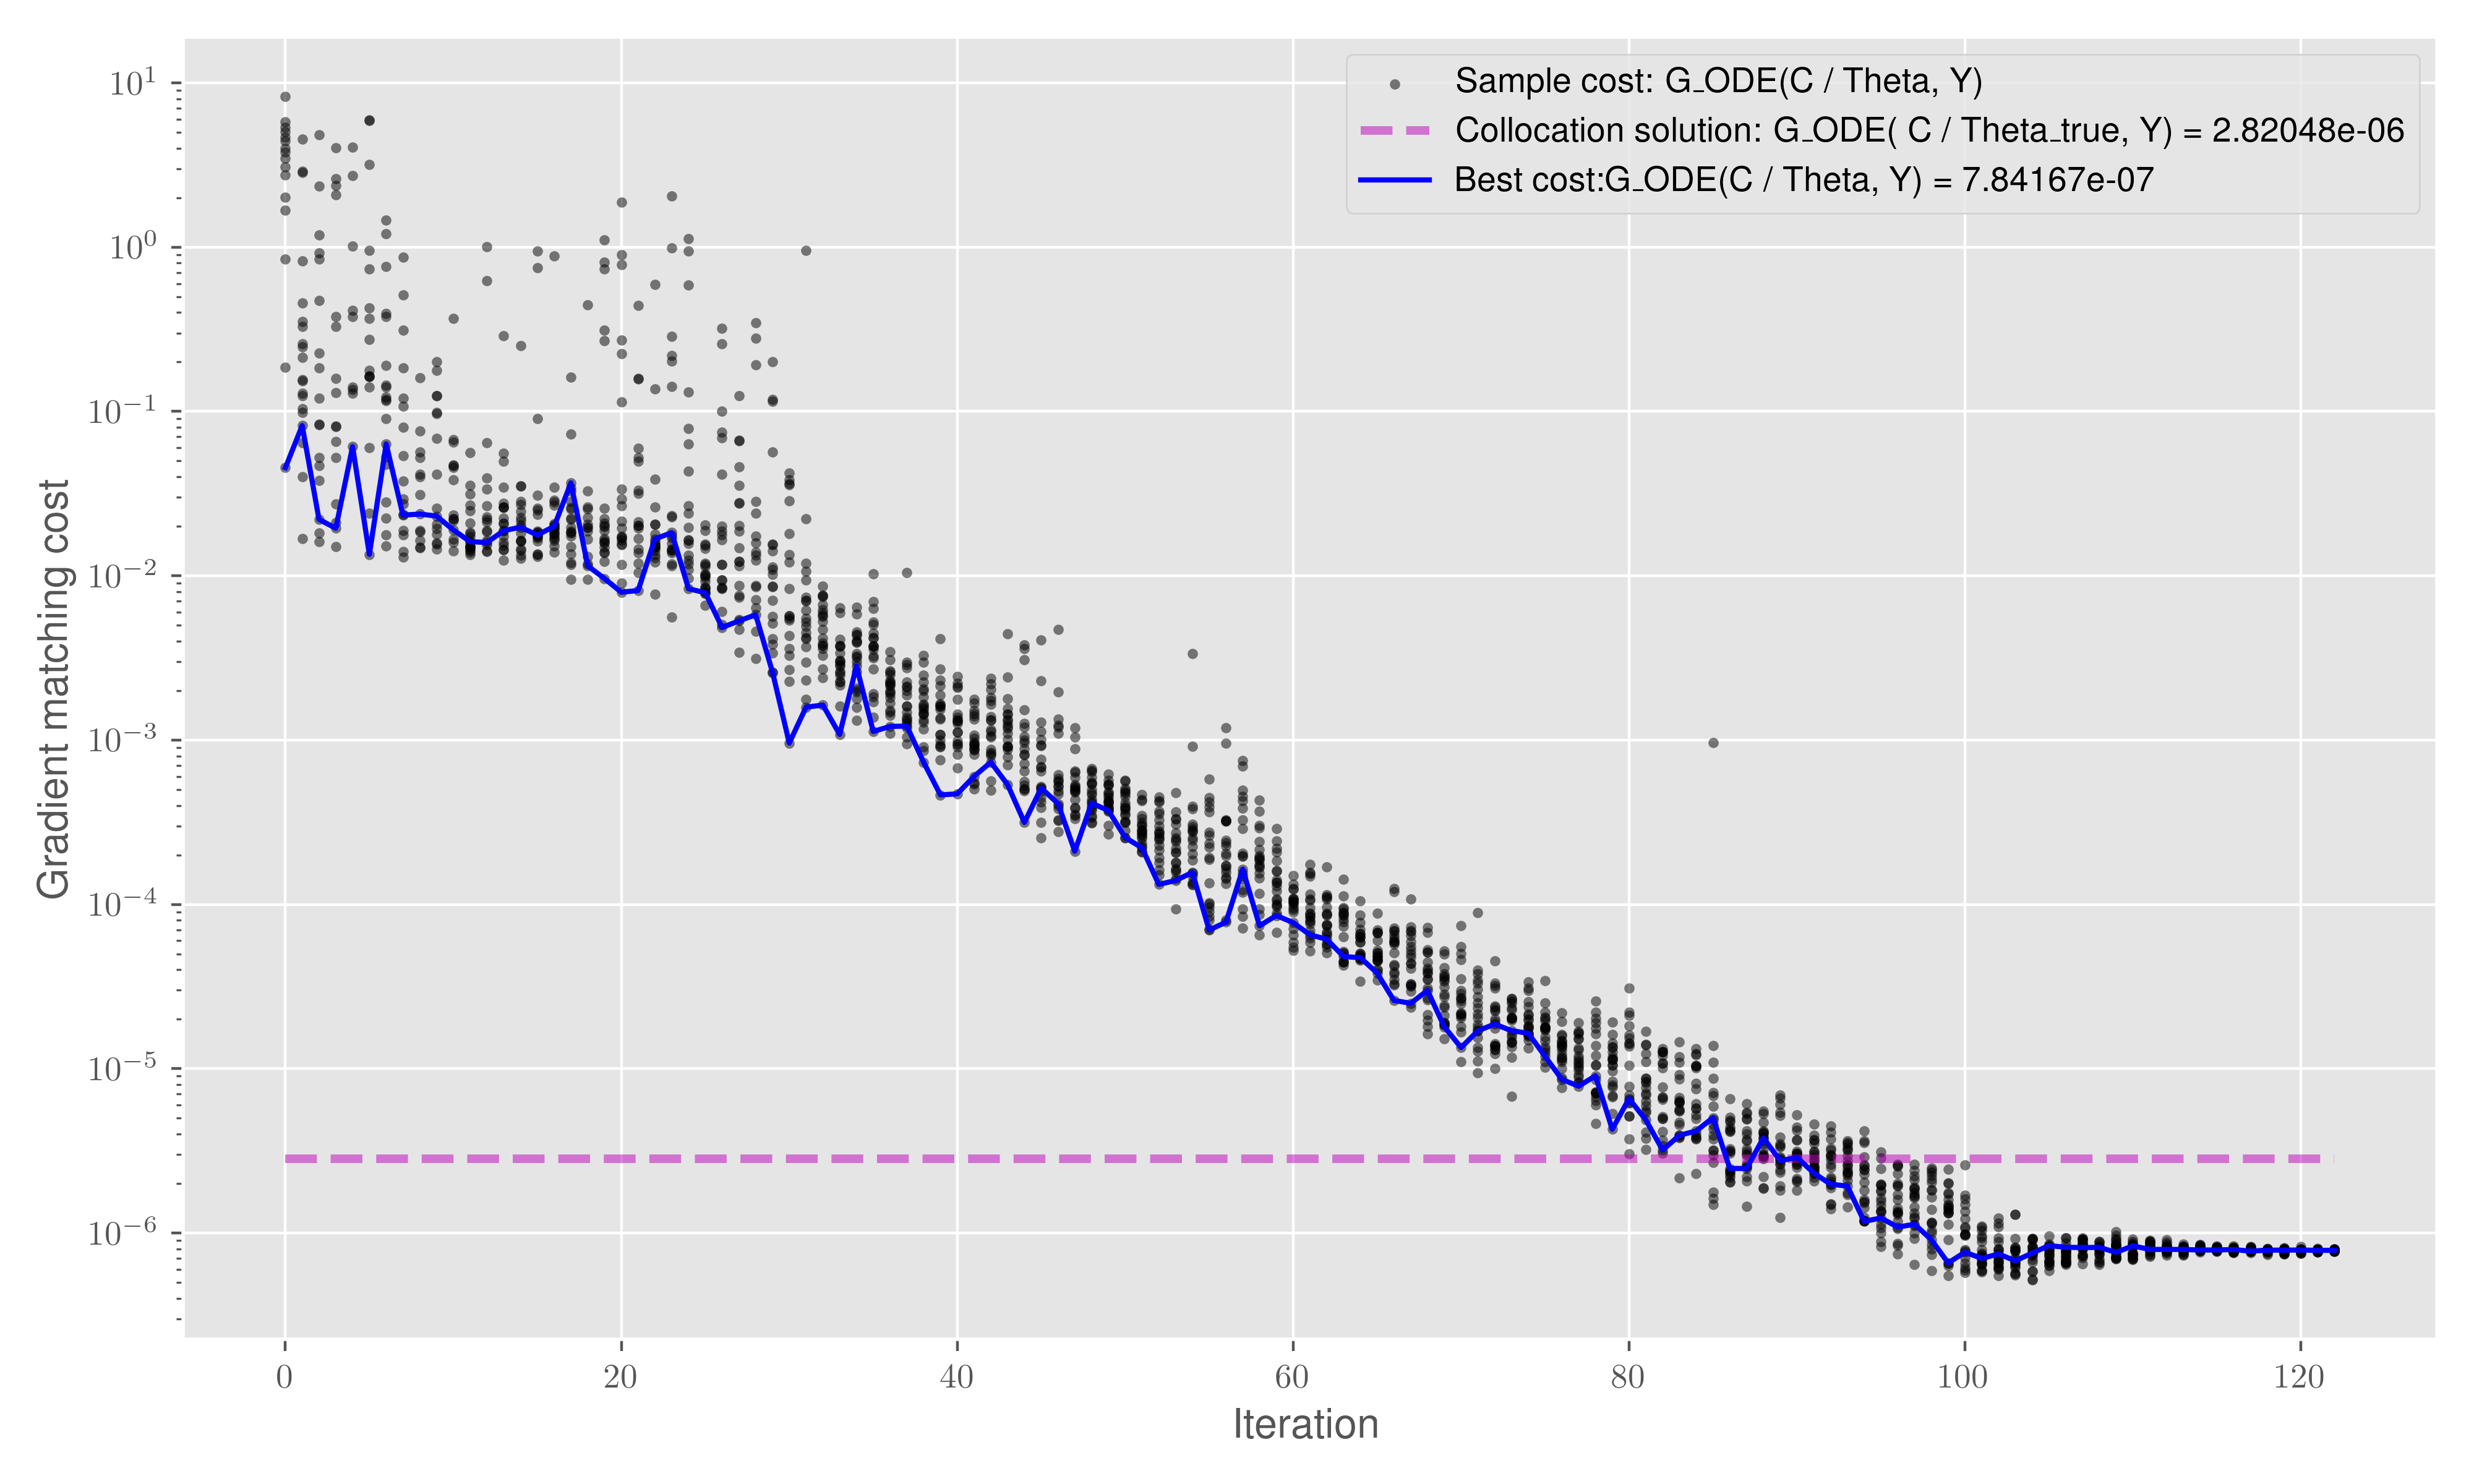 Sample cost: G_ODE(C / Theta, Y)
Collocation solution: G_ODE( C / Theta_true, Y) = 2.82048e-06
Best cost:G_ODE(C / Theta, Y) = 7.84167e-07
Gradient matching cost
10^1
10^0
10^−1
10^−2
10^−3
10^−4
10^−5
10^−6
0 20 40 60 80 100 120
Iteration